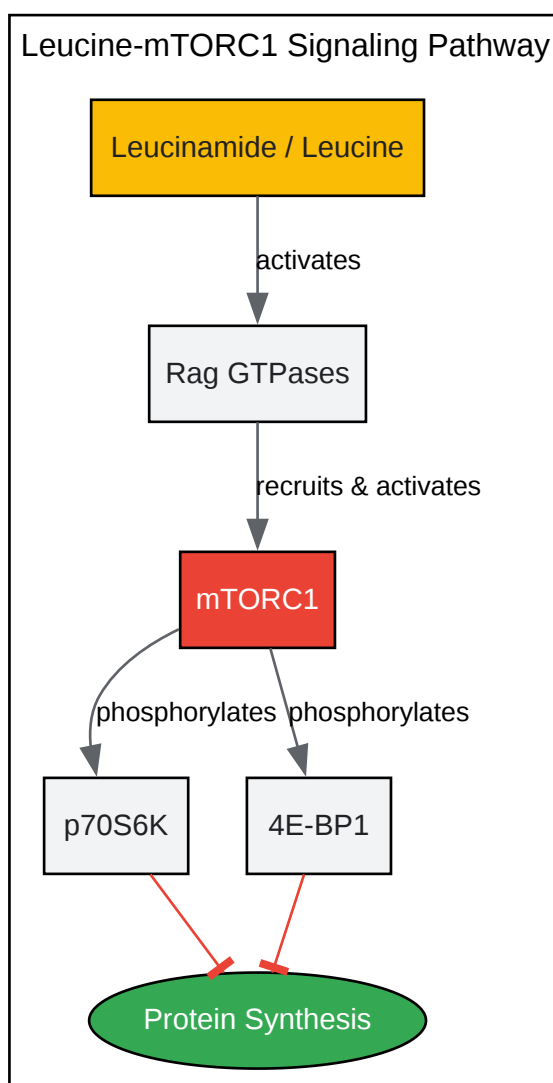 Leucine-mTORC1 Signaling Pathway
Leucinamide / Leucine
activates
Rag GTPases
recruits & activates
mTORC1
phosphorylates
phosphorylates
p70S6K
4E-BP1
Protein Synthesis